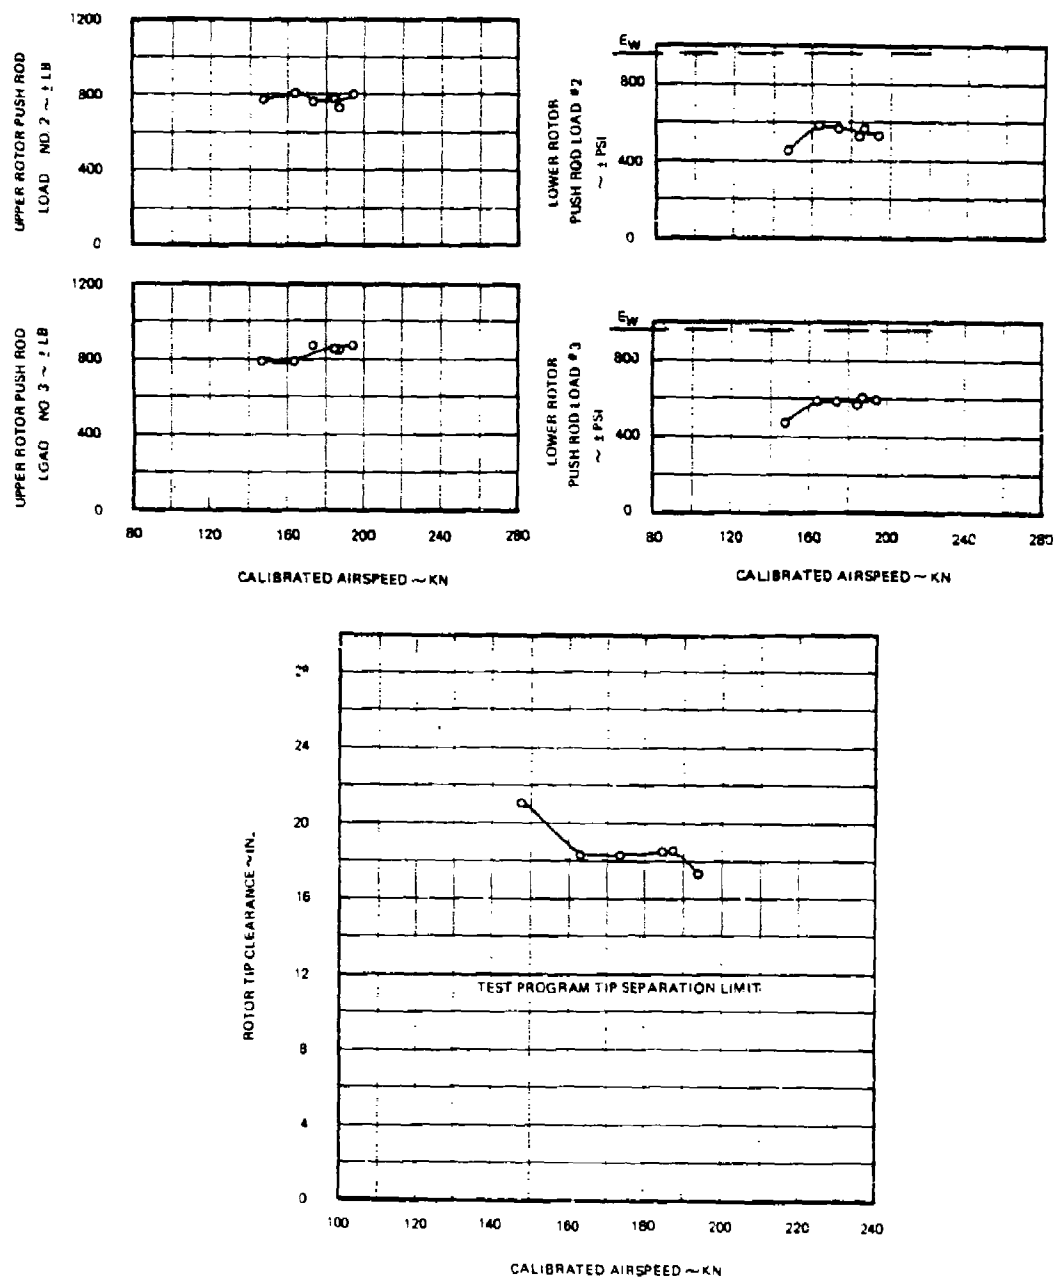 UPPER ROTOR PUSH ROD
LOAD NO. 2 ~ ± LB
1200
800
400
0
LOWER ROTOR
PUSH ROD LOAD #2
~ ± PSI
EW
800
400
0
UPPER ROTOR PUSH ROD
LOAD NO 3 ~ ± LB
1200
800
400
0
80 120 160 200 240 280
CALIBRATED AIRSPEED ~ KN
LOWER ROTOR
PUSH ROD LOAD #3
~ ± PSI
EW
800
400
0
80 120 160 200 240 280
CALIBRATED AIRSPEED ~ KN
ROTOR TIP CLEARANCE ~ IN.
24
20
16
12
8
4
0
TEST PROGRAM TIP SEPARATION LIMIT
100 120 140 160 180 200 220 240
CALIBRATED AIRSPEED ~ KN